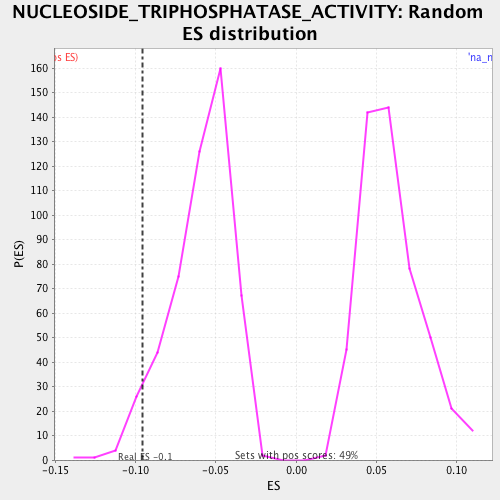 NUCLEOSIDE_TRIPHOSPHATASE_ACTIVITY: Random
ES distribution
os ES)
'na_n
160
150
140
130
120
110
100
90
80
70
60
50
40
30
20
10
0
P(ES)
Real ES -0.1
Sets with pos scores: 49%
-0.15 -0.10 -0.05 0.00 0.05 0.10
ES